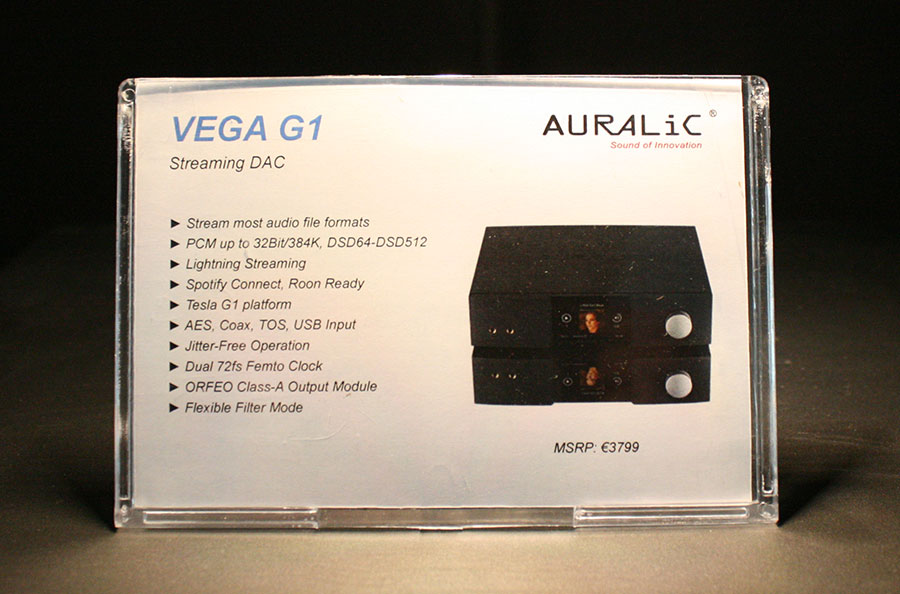 VEGA G1
Streaming DAC
AURALiC®
Sound of Innovation
► Stream most audio file formats
► PCM up to 32Bit/384K, DSD64-DSD512
► Lightning Streaming
► Spotify Connect, Roon Ready
► Tesla G1 platform
► AES, Coax, TOS, USB Input
► Jitter-Free Operation
► Dual 72fs Femto Clock
► ORFEO Class-A Output Module
► Flexible Filter Mode
MSRP: €3799